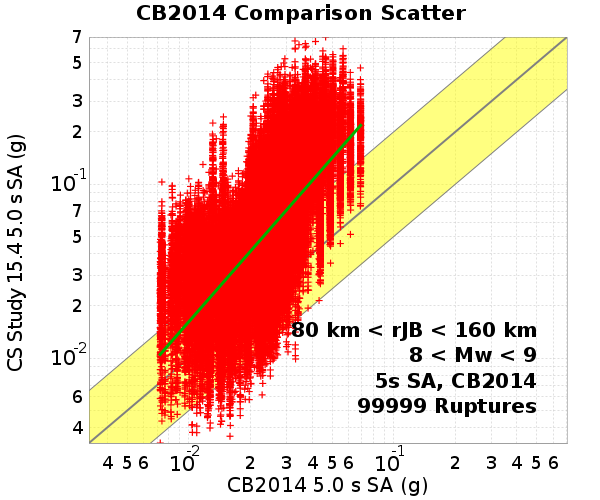 CB2014 Comparison Scatter
7
5
3
2
10-1
7
5
3
2
10-2
6
4
CS Study 15.4 5.0 s SA (g)
80 km < rJB < 160 km
8 < Mw < 9
5s SA, CB2014
99999 Ruptures
4 5 6 10-2 2 3 4 5 6 10-1 2 3 4 5 6
CB2014 5.0 s SA (g)